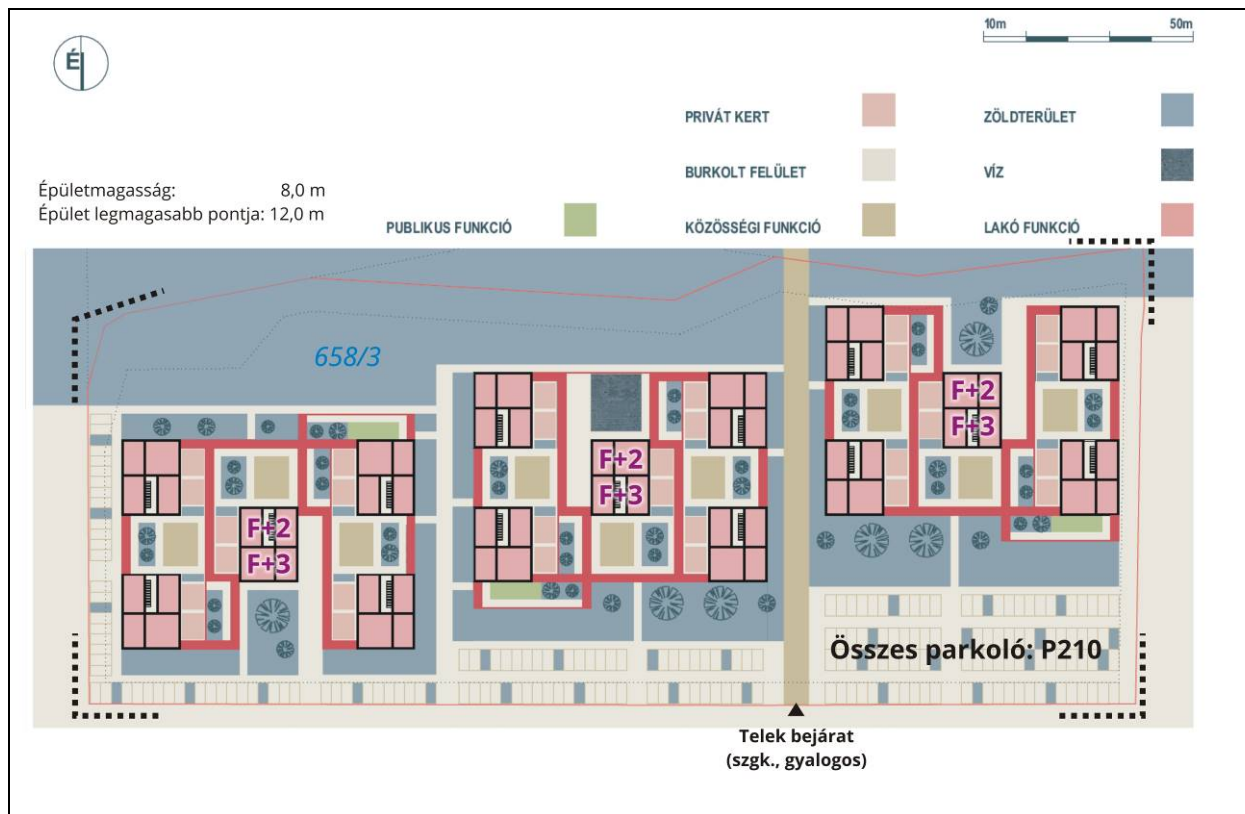 10m 50m
É
PRIVÁT KERT
ZÖLDTERÜLET
BURKOLT FELÜLET
VÍZ
Épületmagasság: 8,0 m
Épület legmagasabb pontja: 12,0 m
PUBLIKUS FUNKCIÓ
KÖZÖSSÉGI FUNKCIÓ
LAKÓ FUNKCIÓ
658/3
F+2
F+3
F+2
F+3
F+2
F+3
Összes parkoló: P210
Telek bejárat
(szgk., gyalogos)